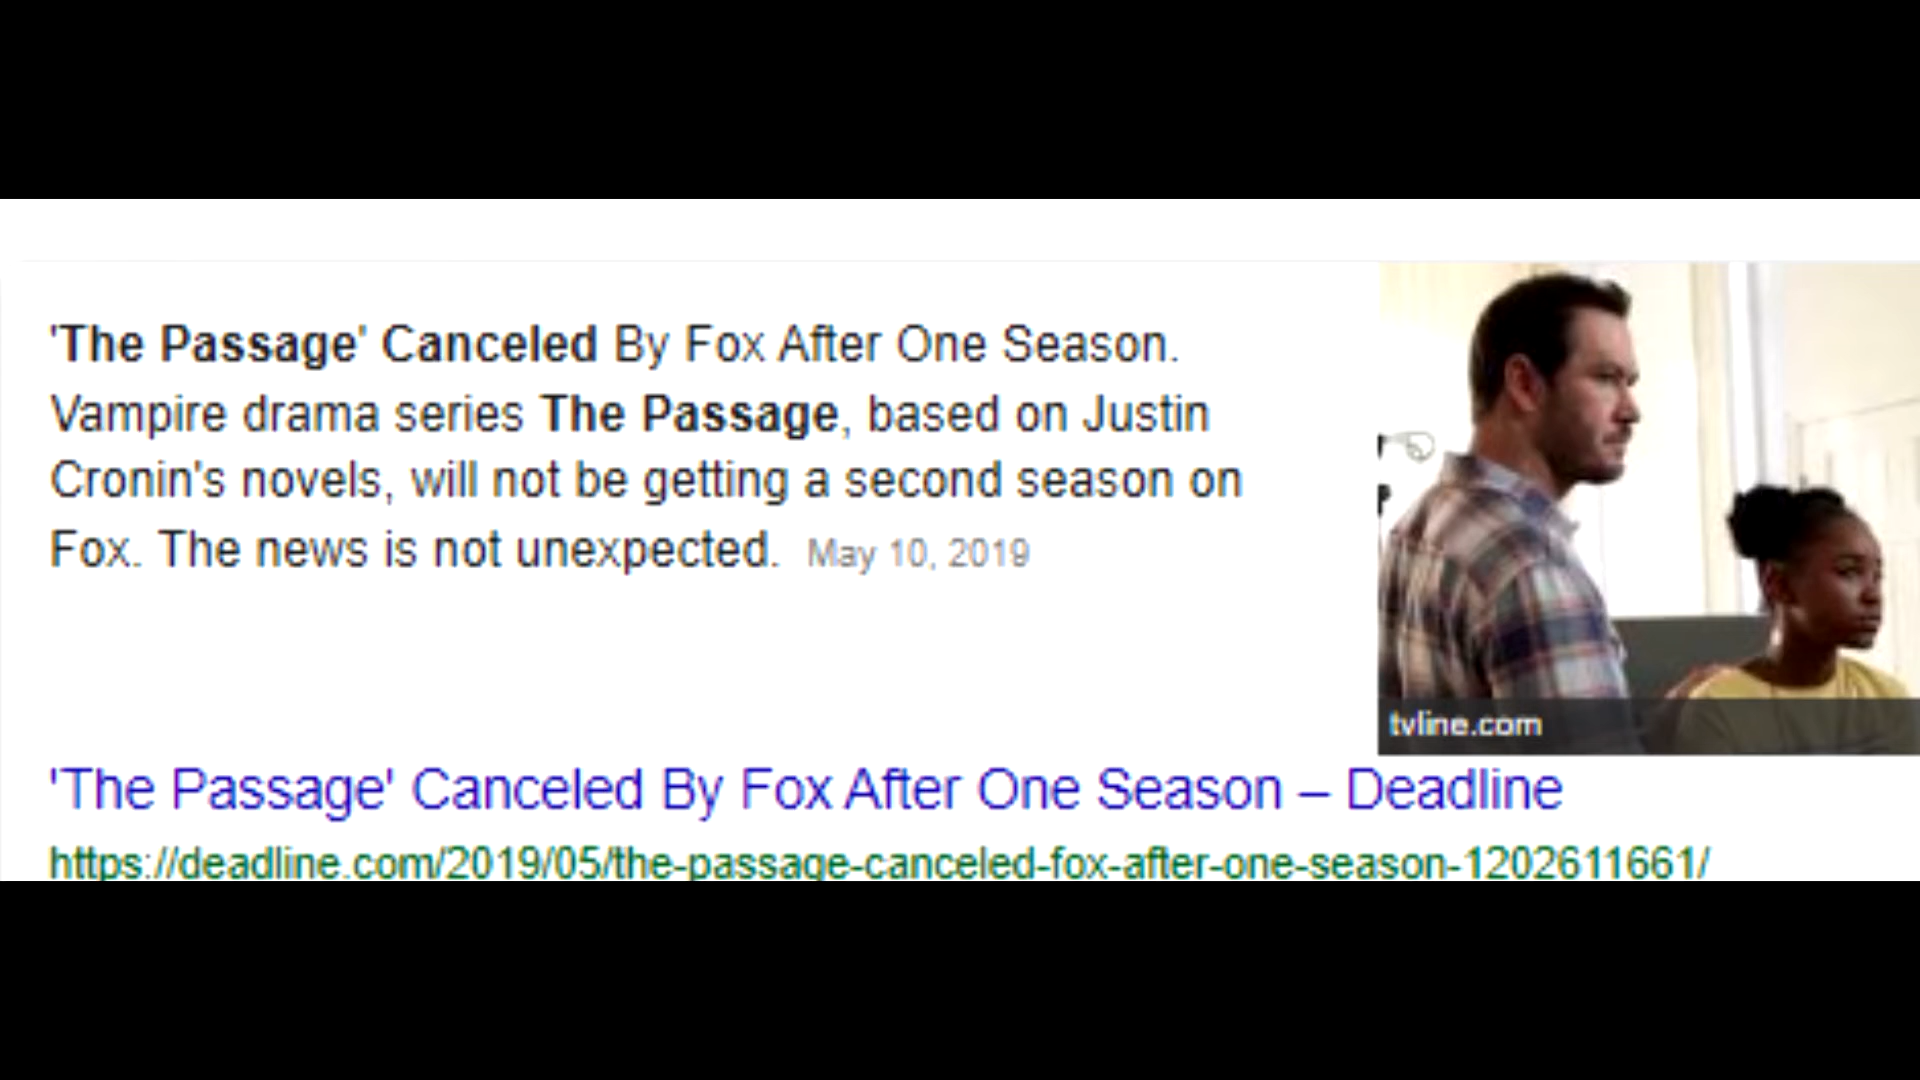 'The Passage' Canceled By Fox After One Season.
Vampire drama series The Passage, based on Justin
Cronin's novels, will not be getting a second season on
Fox. The news is not unexpected. May 10, 2019
tvline.com
'The Passage' Canceled By Fox After One Season – Deadline
https://deadline.com/2019/05/the-passage-canceled-fox-after-one-season-1202611661/